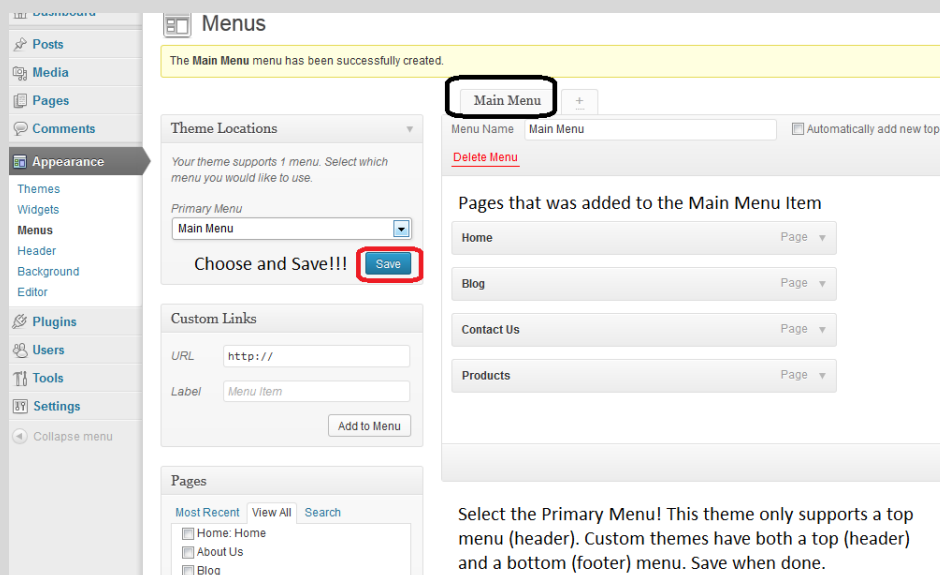 Dashboard
Posts
Media
Pages
Comments
Appearance
Themes
Widgets
Menus
Header
Background
Editor
Plugins
Users
Tools
Settings
Collapse menu
Menus
The Main Menu menu has been successfully created.
Theme Locations
Your theme supports 1 menu. Select which
menu you would like to use.
Primary Menu
Main Menu
Choose and Save!!! Save
Custom Links
URL http://
Label Menu Item
Add to Menu
Pages
Most Recent View All Search
Home: Home
About Us
Blog
Main Menu +
Menu Name Main Menu Automatically add new top
Delete Menu
Pages that was added to the Main Menu Item
Home Page
Blog Page
Contact Us Page
Products Page
Select the Primary Menu! This theme only supports a top
menu (header). Custom themes have both a top (header)
and a bottom (footer) menu. Save when done.